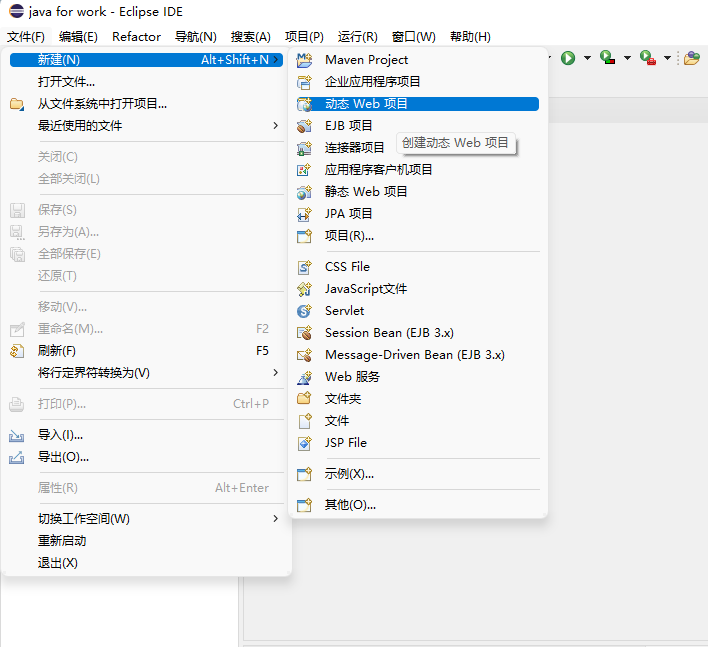 java for work - Eclipse IDE
文件(F) 编辑(E) Refactor 导航(N) 搜索(A) 项目(P) 运行(R) 窗口(W) 帮助(H)
新建(N) Alt+Shift+N
打开文件...
从文件系统中打开项目...
最近使用的文件
关闭(C)
全部关闭(L)
保存(S)
另存为(A)...
全部保存(E)
还原(T)
移动(V)...
重命名(M)... F2
刷新(F) F5
将行定界符转换为(V)
打印(P)... Ctrl+P
导入(I)...
导出(O)...
属性(R) Alt+Enter
切换工作空间(W)
重新启动
退出(X)
Maven Project
企业应用程序项目
动态 Web 项目
EJB 项目
连接器项目
创建动态 Web 项目
应用程序客户机项目
静态 Web 项目
JPA 项目
项目(R)...
CSS File
JavaScript文件
Servlet
Session Bean (EJB 3.x)
Message-Driven Bean (EJB 3.x)
Web 服务
文件夹
文件
JSP File
示例(X)...
其他(O)...